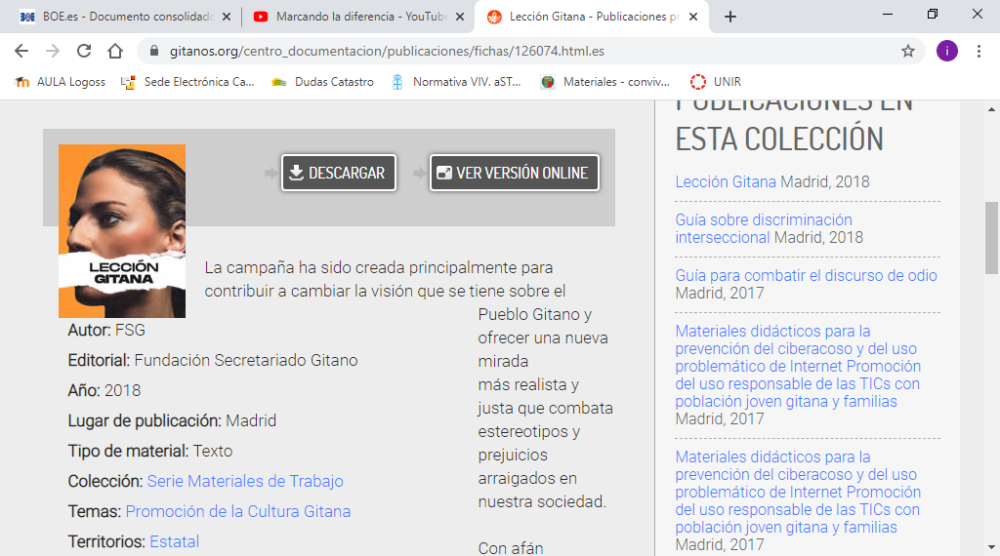 BOE.es - Documento consolidado
Marcando la diferencia - YouTube
Lección Gitana - Publicaciones pr
gitanos.org/centro_documentacion/publicaciones/fichas/126074.html.es
i
AULA Logoss
Sede Electrónica Ca...
Dudas Catastro
Normativa VIV. aST...
Materiales - conviv...
UNIR
DESCARGAR
VER VERSIÓN ONLINE
LECCIÓN
GITANA
La campaña ha sido creada principalmente para
contribuir a cambiar la visión que se tiene sobre el
Pueblo Gitano y
ofrecer una nueva
mirada
más realista y
justa que combata
estereotipos y
prejuicios
arraigados en
nuestra sociedad.
Con afán
Autor: FSG
Editorial: Fundación Secretariado Gitano
Año: 2018
Lugar de publicación: Madrid
Tipo de material: Texto
Colección: Serie Materiales de Trabajo
Temas: Promoción de la Cultura Gitana
Territorios: Estatal
PUBLICACIONES EN
ESTA COLECCIÓN
Lección Gitana Madrid, 2018
Guía sobre discriminación
interseccional Madrid, 2018
Guía para combatir el discurso de odio
Madrid, 2017
Materiales didácticos para la
prevención del ciberacoso y del uso
problemático de Internet Promoción
del uso responsable de las TICs con
población joven gitana y familias
Madrid, 2017
Materiales didácticos para la
prevención del ciberacoso y del uso
problemático de Internet Promoción
del uso responsable de las TICs con
población joven gitana y familias
Madrid, 2017